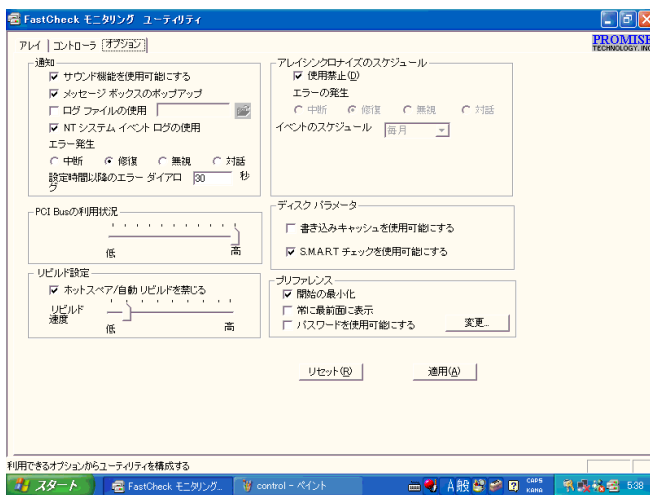 FastCheck モニタリング ユーティリティ
PROMISE
TECHNOLOGY, INC
アレイ コントローラ オプション
通知
サウンド機能を使用可能にする
メッセージ ボックスのポップアップ
ログ ファイルの使用
NT システム イベント ログの使用
エラー発生
中断 修復 無視 対話
設定時間以降のエラー ダイアログ 30 秒
PCI Busの利用状況
低 高
リビルド設定
ホットスペア/自動 リビルドを禁じる
リビルド速度
低 高
アレイシンクロナイズのスケジュール
使用禁止(D)
エラーの発生
中断 修復 無視 対話
イベントのスケジュール 毎月
ディスク パラメータ
書き込みキャッシュを使用可能にする
S.M.A.R.T チェックを使用可能にする
プリファレンス
開始の最小化
常に最前面に表示
パスワードを使用可能にする 変更...
リセット(R) 適用(A)
利用できるオプションからユーティリティを構成する
スタート FastCheck モニタリング... control - ペイント A 般 CAPS KANA 5:38